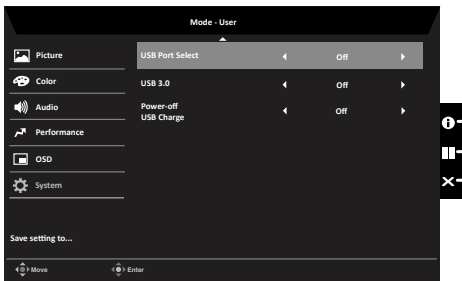 Mode - User
Picture
USB Port Select Off
Color
USB 3.0 Off
Audio
Power-off
USB Charge Off
Performance
OSD
System
Save setting to...
Move Enter